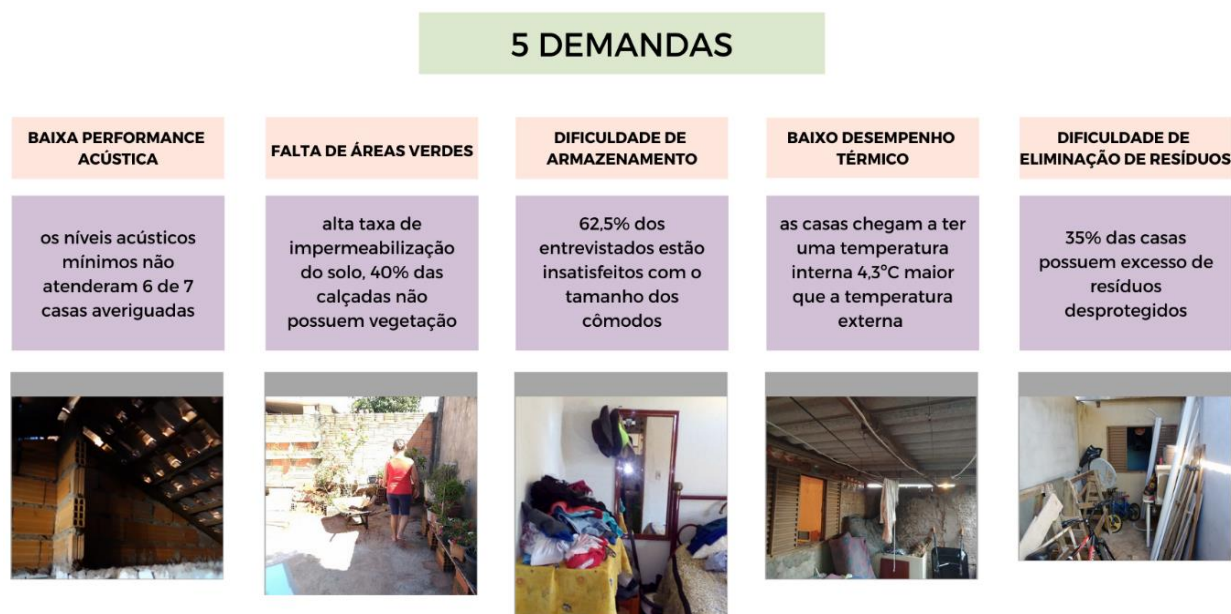 5 DEMANDAS
BAIXA PERFORMANCE
ACÚSTICA
os níveis acústicos
mínimos não
atenderam 6 de 7
casas averiguadas
FALTA DE ÁREAS VERDES
alta taxa de
impermeabilização
do solo, 40% das
calçadas não
possuem vegetação
DIFICULDADE DE
ARMAZENAMENTO
62,5% dos
entrevistados estão
insatisfeitos com o
tamanho dos
cômodos
BAIXO DESEMPENHO
TÉRMICO
as casas chegam a ter
uma temperatura
interna 4,3°C maior
que a temperatura
externa
DIFICULDADE DE
ELIMINAÇÃO DE RESÍDUOS
35% das casas
possuem excesso de
resíduos
desprotegidos